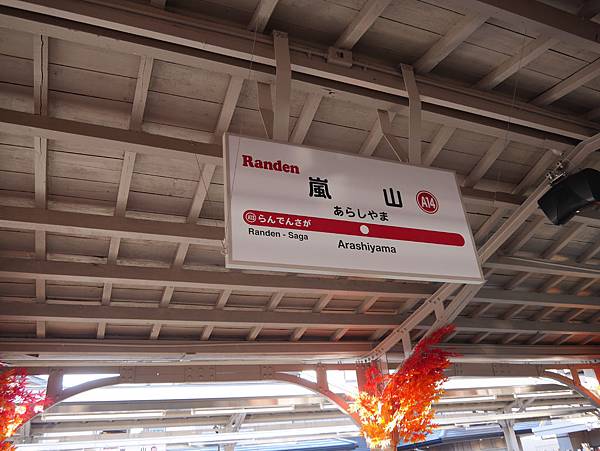 Randen
嵐山 A14
あらしやま
A13 らんでんさが
Randen - Saga
Arashiyama